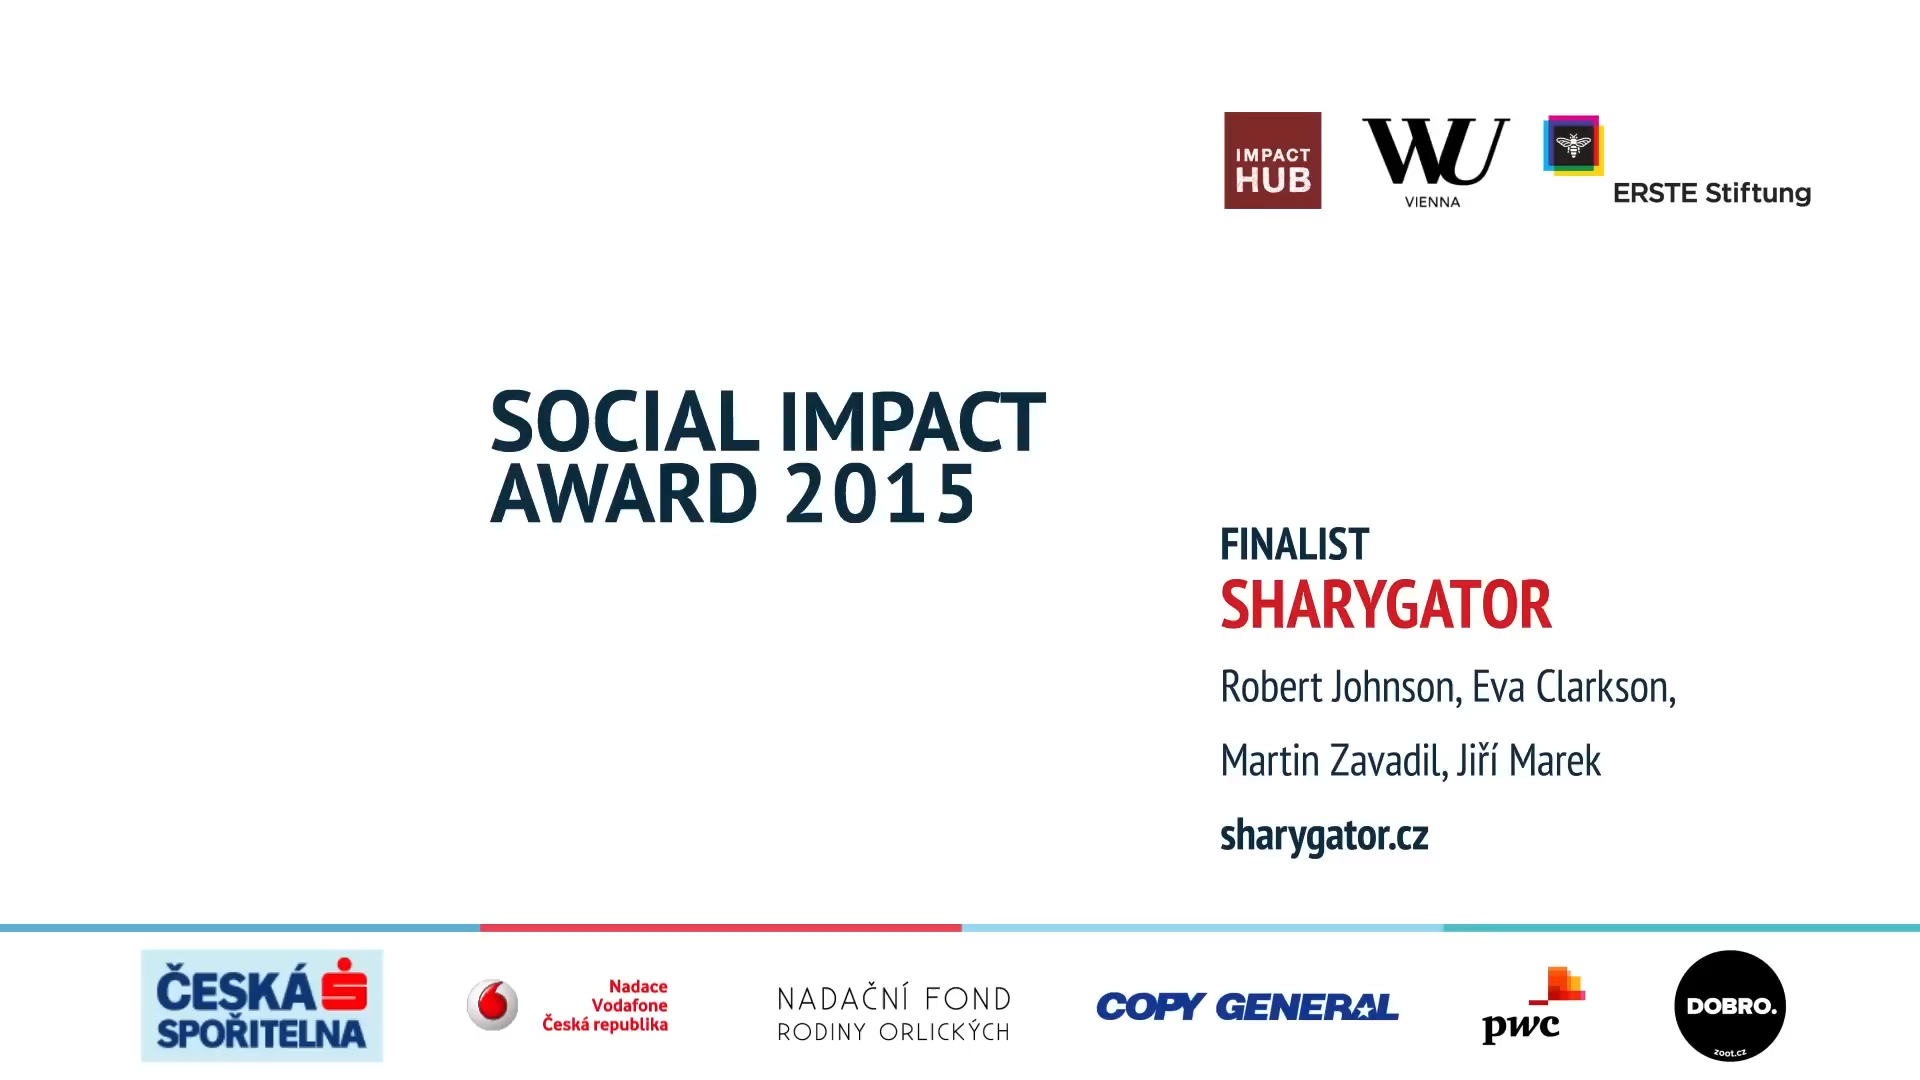 IMPACT
HUB
WU
VIENNA
ERSTE Stiftung
SOCIAL IMPACT
AWARD 2015
FINALIST
SHARYGATOR
Robert Johnson, Eva Clarkson,
Martin Zavadil, Jiří Marek
sharygator.cz
ČESKÁ
SPOŘITELNA
Nadace
Vodafone
Česká republika
NADAČNÍ FOND
RODINY ORLICKÝCH
COPY GENERAL
pwc
DOBRO.
zoot.cz